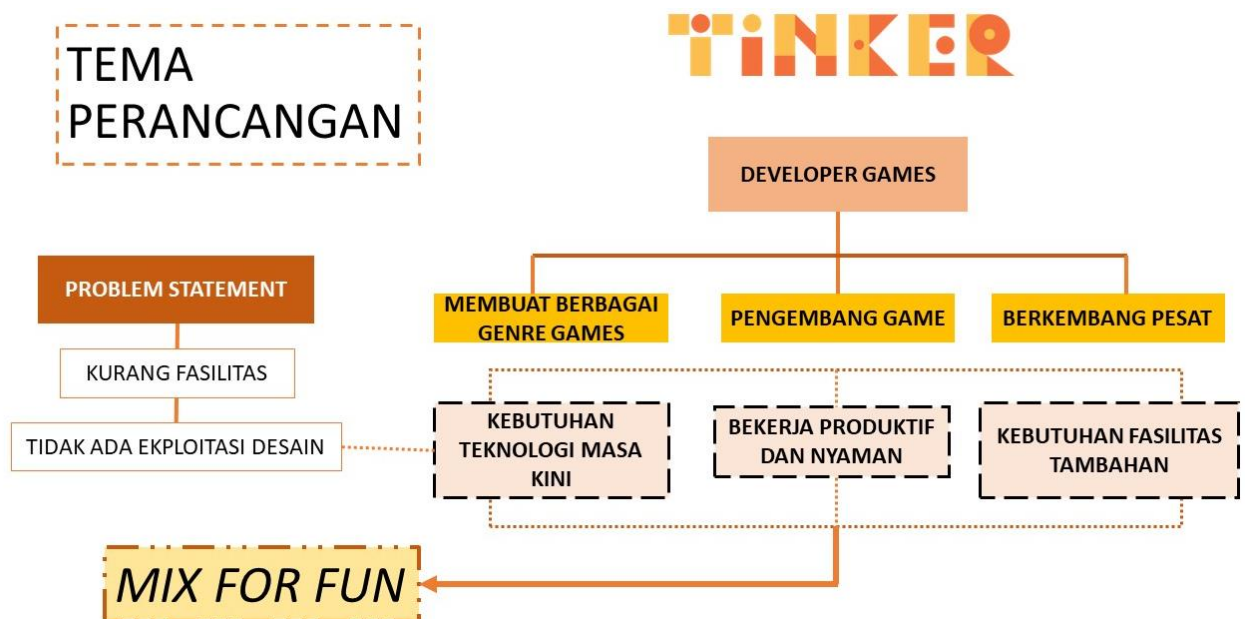 TEMA
PERANCANGAN
TINKER
DEVELOPER GAMES
PROBLEM STATEMENT
KURANG FASILITAS
TIDAK ADA EKPLOITASI DESAIN
MEMBUAT BERBAGAI
GENRE GAMES
PENGEMBANG GAME
BERKEMBANG PESAT
KEBUTUHAN
TEKNOLOGI MASA
KINI
BEKERJA PRODUKTIF
DAN NYAMAN
KEBUTUHAN FASILITAS
TAMBAHAN
MIX FOR FUN